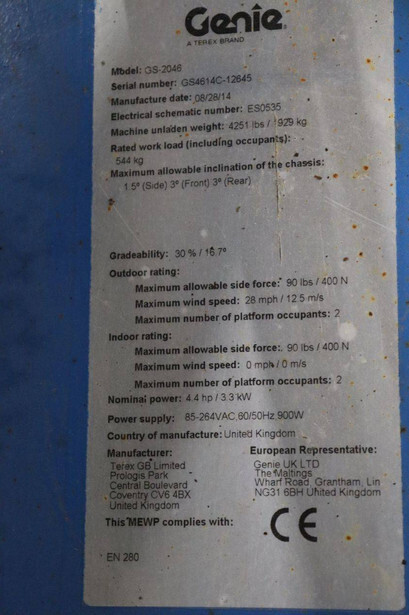 Genie
A TEREX BRAND
Model: GS-2046
Serial number: GS4614C-12845
Manufacture date: 08/28/14
Electrical schematic number: ES0535
Machine unladen weight: 4251 lbs / 1929 kg
Rated work load (including occupants):
544 kg
Maximum allowable inclination of the chassis:
1.5º (Side) 3º (Front) 3º (Rear)
Gradeability: 30 % / 16.7º
Outdoor rating:
Maximum allowable side force: 90 lbs / 400 N
Maximum wind speed: 28 mph / 12.5 m/s
Maximum number of platform occupants: 2
Indoor rating:
Maximum allowable side force: 90 lbs / 400 N
Maximum wind speed: 0 mph / 0 m/s
Maximum number of platform occupants: 2
Nominal power: 4.4 hp / 3.3 kW
Power supply: 85-264VAC,60/50Hz,900W
Country of manufacture: United Kingdom
Manufacturer:
Terex GB Limited
Prologis Park
Central Boulevard
Coventry CV6 4BX
United Kingdom
European Representative:
Genie UK LTD
The Maltings
Wharf Road, Grantham, Lin
NG31 6BH United Kingdom
This MEWP complies with:
CE
EN 280